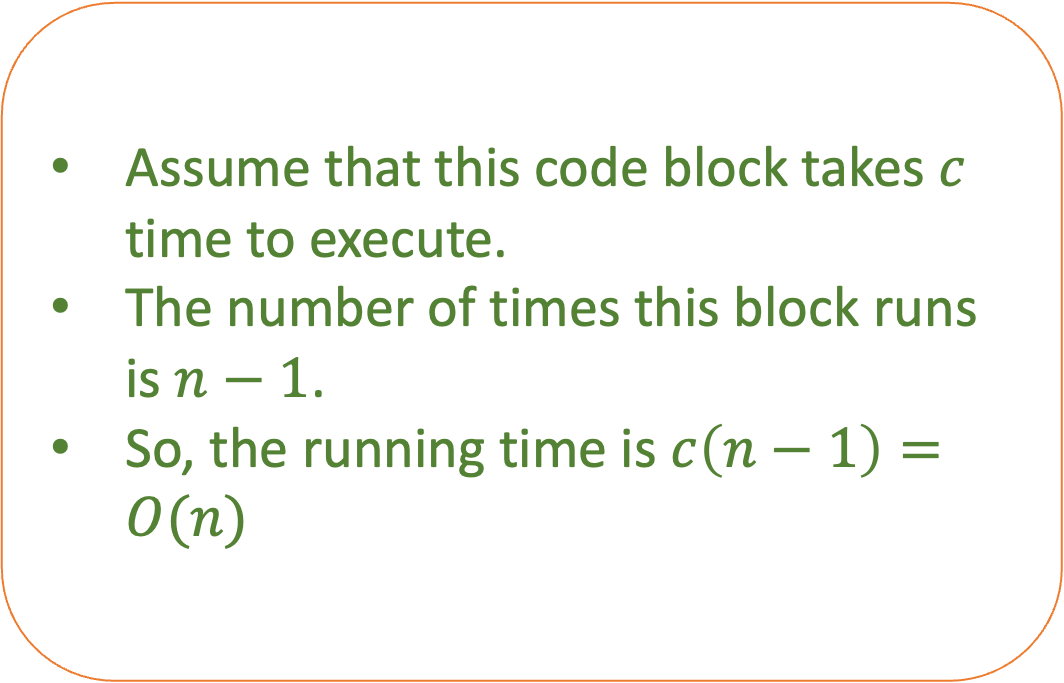 • Assume that this code block takes c
time to execute.
• The number of times this block runs
is n − 1.
• So, the running time is c(n − 1) =
O(n)